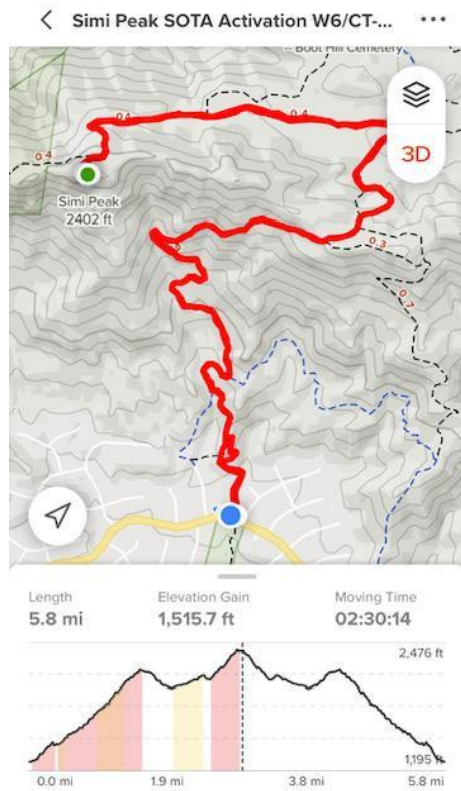 Simi Peak SOTA Activation W6/CT-...
Boot Hill Cemetery
0.4
0.4
3D
0.4
Simi Peak
2402 ft
0.3
0.7
Length
Elevation Gain
Moving Time
5.8 mi
1,515.7 ft
02:30:14
2,476 ft
1,195 ft
0.0 mi
1.9 mi
3.8 mi
5.8 mi